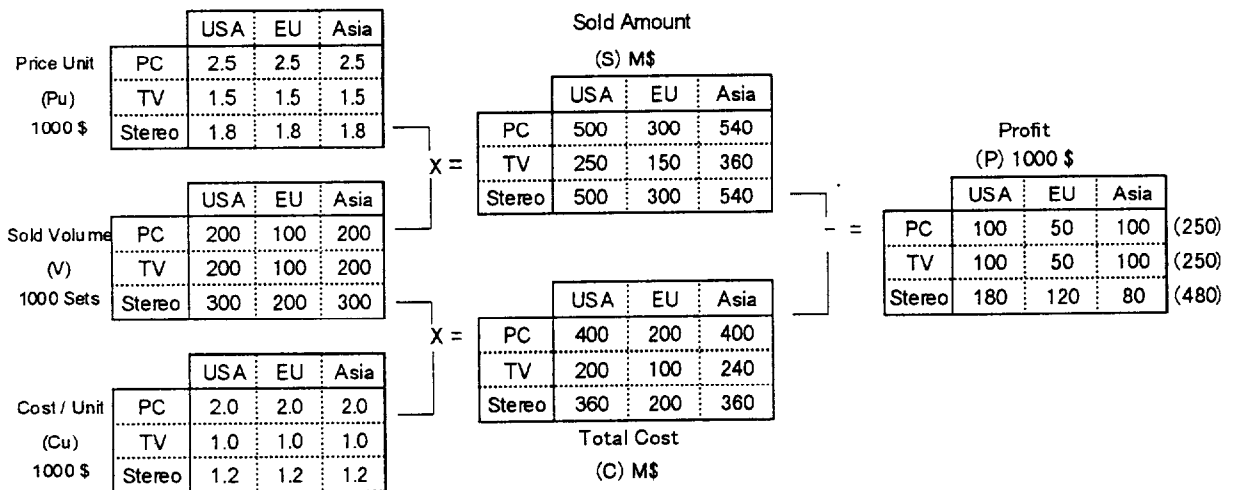 USA EU Asia
Price Unit PC 2.5 2.5 2.5
(Pu) TV 1.5 1.5 1.5
1000 $ Stereo 1.8 1.8 1.8
USA EU Asia
Sold Volume PC 200 100 200
(V) TV 200 100 200
1000 Sets Stereo 300 200 300
USA EU Asia
Cost / Unit PC 2.0 2.0 2.0
(Cu) TV 1.0 1.0 1.0
1000 $ Stereo 1.2 1.2 1.2
X =
X =
Sold Amount
(S) M$
USA EU Asia
PC 500 300 540
TV 250 150 360
Stereo 500 300 540
USA EU Asia
PC 400 200 400
TV 200 100 240
Stereo 360 200 360
Total Cost
(C) M$
- =
Profit
(P) 1000 $
USA EU Asia
PC 100 50 100 (250)
TV 100 50 100 (250)
Stereo 180 120 80 (480)